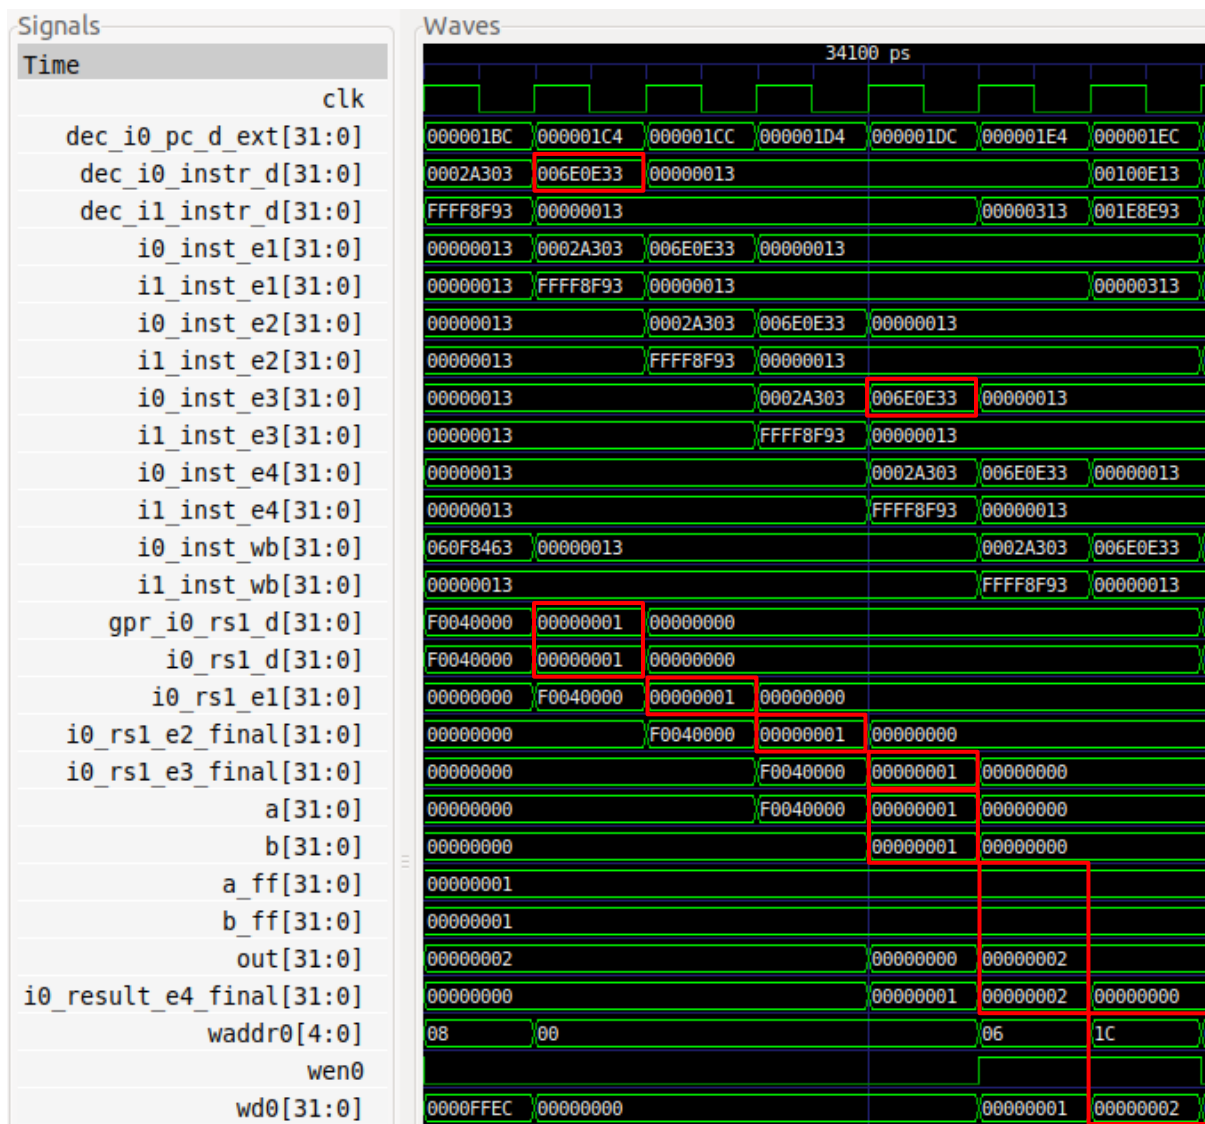 Signals Waves
Time 34100 ps
clk
dec_i0_pc_d_ext[31:0] 000001BC 000001C4 000001CC 000001D4 000001DC 000001E4 000001EC
dec_i0_instr_d[31:0] 0002A303 006E0E33 00000013 00100E13
dec_i1_instr_d[31:0] FFFF8F93 00000013 00000313 001E8E93
i0_inst_e1[31:0] 00000013 0002A303 006E0E33 00000013
i1_inst_e1[31:0] 00000013 FFFF8F93 00000013 00000313
i0_inst_e2[31:0] 00000013 0002A303 006E0E33 00000013
i1_inst_e2[31:0] 00000013 FFFF8F93 00000013
i0_inst_e3[31:0] 00000013 0002A303 006E0E33 00000013
i1_inst_e3[31:0] 00000013 FFFF8F93 00000013
i0_inst_e4[31:0] 00000013 0002A303 006E0E33 00000013
i1_inst_e4[31:0] 00000013 FFFF8F93 00000013
i0_inst_wb[31:0] 060F8463 00000013 0002A303 006E0E33
i1_inst_wb[31:0] 00000013 FFFF8F93 00000013
gpr_i0_rs1_d[31:0] F0040000 00000001 00000000
i0_rs1_d[31:0] F0040000 00000001 00000000
i0_rs1_e1[31:0] 00000000 F0040000 00000001 00000000
i0_rs1_e2_final[31:0] 00000000 F0040000 00000001 00000000
i0_rs1_e3_final[31:0] 00000000 F0040000 00000001 00000000
a[31:0] 00000000 F0040000 00000001 00000000
b[31:0] 00000000 00000001 00000000
a_ff[31:0] 00000001
b_ff[31:0] 00000001
out[31:0] 00000002 00000000 00000002
i0_result_e4_final[31:0] 00000000 00000001 00000002 00000000
waddr0[4:0] 08 00 06 1C
wen0
wd0[31:0] 0000FFEC 00000000 00000001 00000002